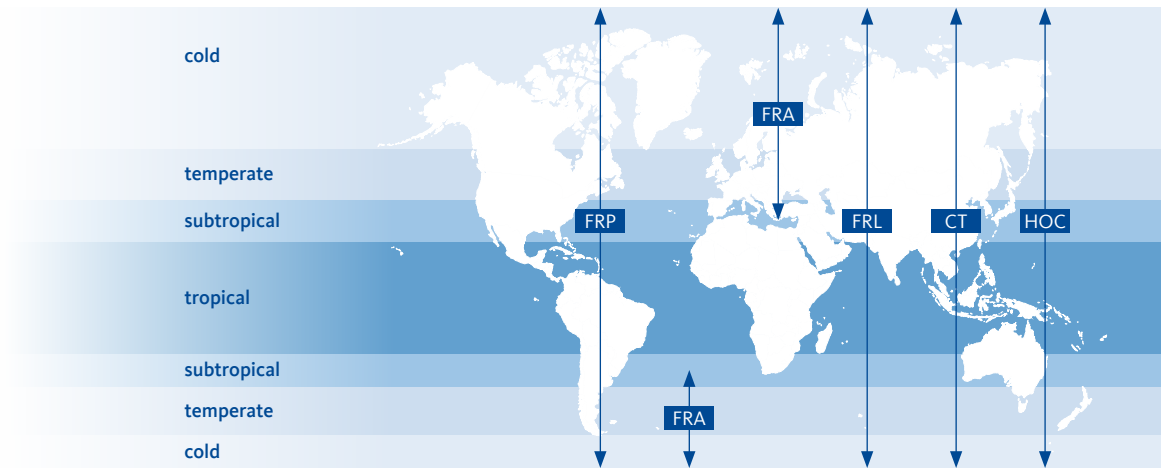 cold
FRA
temperate
subtropical
FRP
FRL
CT
HOC
tropical
subtropical
temperate
FRA
cold